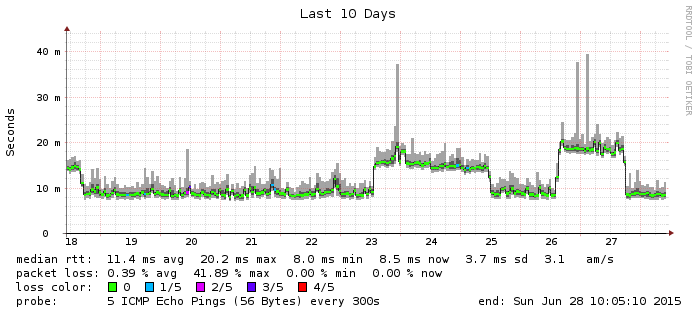 Last 10 Days
RRDTOOL / TOBI OETIKER
Seconds
40 m
30 m
20 m
10 m
0
18 19 20 21 22 23 24 25 26 27
median rtt: 11.4 ms avg 20.2 ms max 8.0 ms min 8.5 ms now 3.7 ms sd 3.1 am/s
packet loss: 0.39 % avg 41.89 % max 0.00 % min 0.00 % now
loss color: 0 1/5 2/5 3/5 4/5
probe: 5 ICMP Echo Pings (56 Bytes) every 300s end: Sun Jun 28 10:05:10 2015